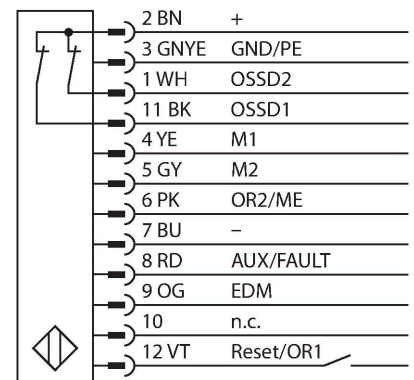 2 BN +
3 GNYE GND/PE
1 WH OSSD2
11 BK OSSD1
4 YE M1
5 GY M2
6 PK OR2/ME
7 BU –
8 RD AUX/FAULT
9 OG EDM
10 n.c.
12 VT Reset/OR1